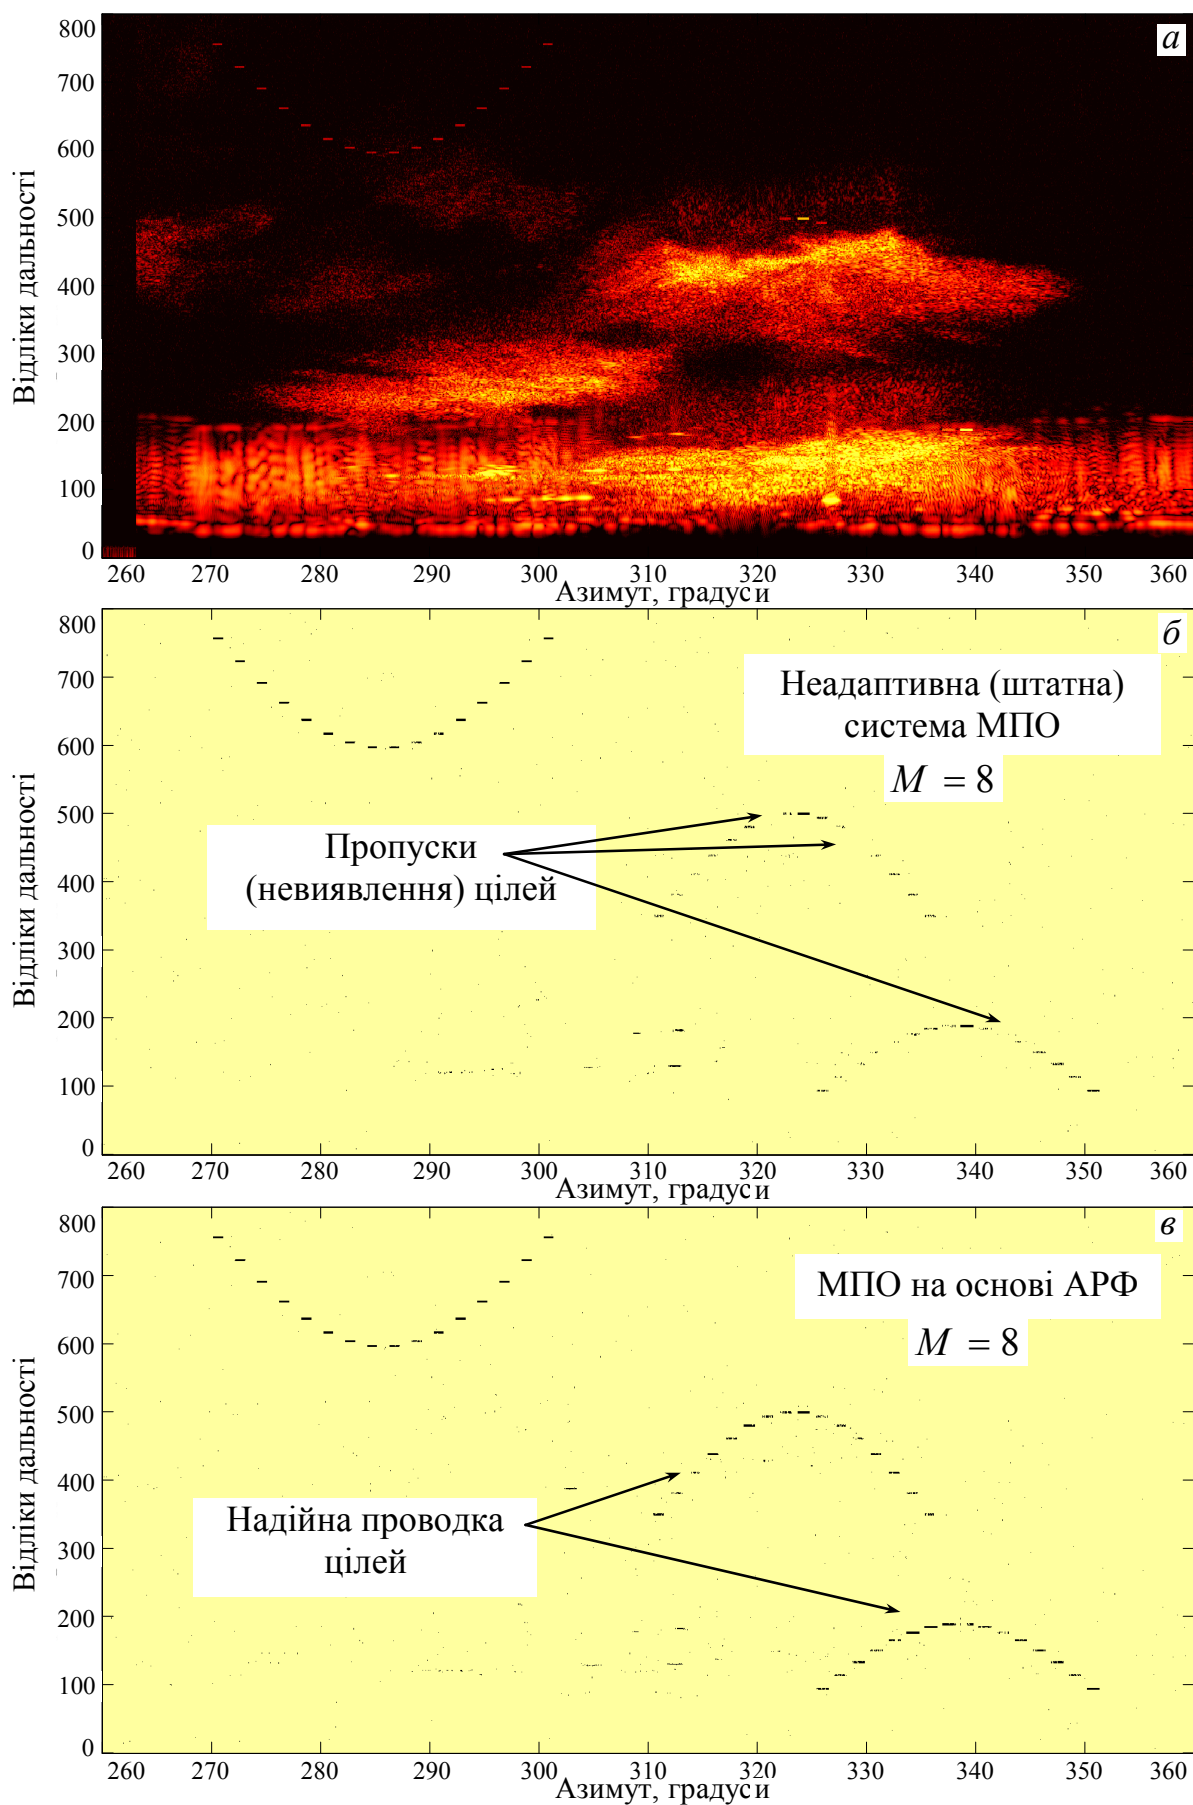 а
800
700
600
500
400
300
200
100
0
Відліки дальності
260 270 280 290 300 310 320 330 340 350 360
Азимут, градуси
б
800
700
600
500
400
300
200
100
0
Відліки дальності
Неадаптивна (штатна)
система МПО
M = 8
Пропуски
(невиявлення) цілей
260 270 280 290 300 310 320 330 340 350 360
Азимут, градуси
в
800
700
600
500
400
300
200
100
0
Відліки дальності
МПО на основі АРФ
M = 8
Надійна проводка
цілей
260 270 280 290 300 310 320 330 340 350 360
Азимут, градуси